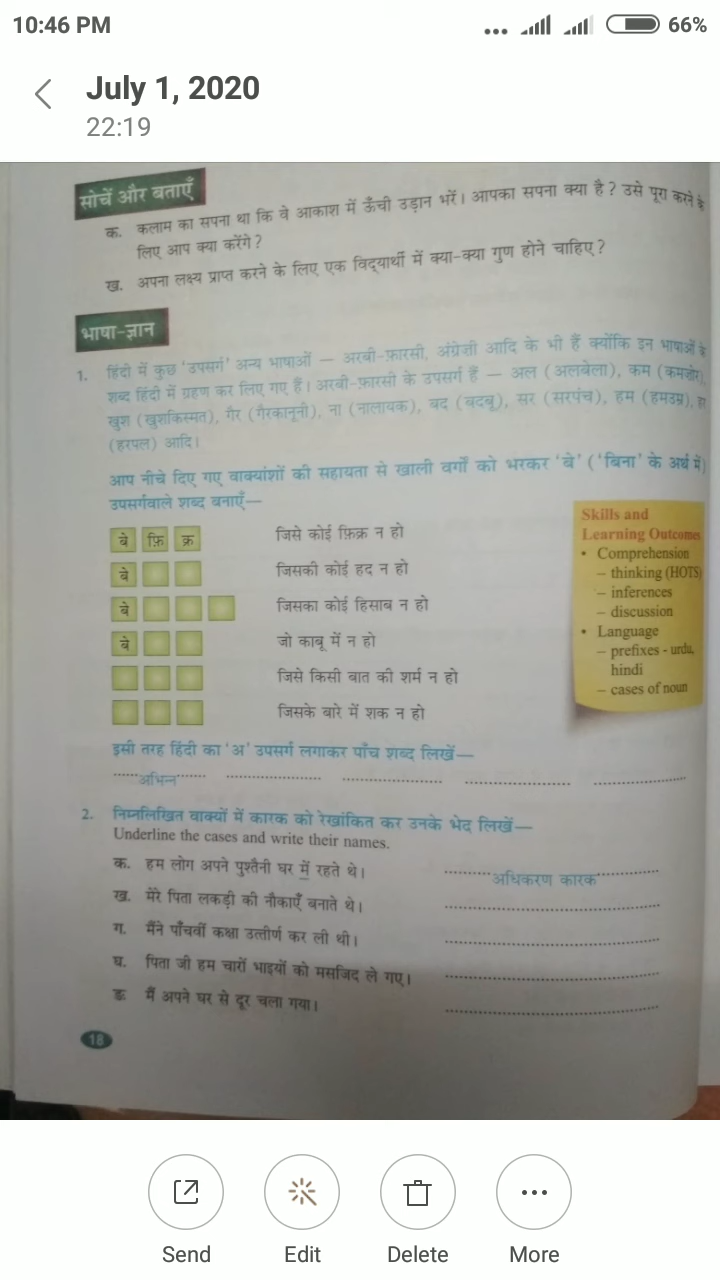 10:46 PM
66%
July 1, 2020
22:19
सोचें और बताएँ
क. कलाम का सपना था कि वे आकाश में ऊँची उड़ान भरें। आपका सपना क्या है? उसे पूरा करने के
लिए आप क्या करेंगे?
ख. अपना लक्ष्य प्राप्त करने के लिए एक विद्यार्थी में क्या-क्या गुण होने चाहिए?
भाषा-ज्ञान
1. हिंदी में कुछ 'उपसर्ग' अन्य भाषाओं — अरबी-फ़ारसी, अंग्रेज़ी आदि के भी हैं क्योंकि इन भाषाओं के
शब्द हिंदी में ग्रहण कर लिए गए हैं। अरबी-फ़ारसी के उपसर्ग हैं — अल (अलबेला), कम (कमज़ोर),
खुश (खुशकिस्मत), गैर (गैरकानूनी), ना (नालायक), बद (बदबू), सर (सरपंच), हम (हमउम्र), हर
(हरपल) आदि।
आप नीचे दिए गए वाक्यांशों की सहायता से खाली वर्गों को भरकर 'बे' ('बिना' के अर्थ में)
उपसर्गवाले शब्द बनाएँ—
बे फ़ि क्र जिसे कोई फ़िक्र न हो
बे जिसकी कोई हद न हो
बे जिसका कोई हिसाब न हो
बे जो काबू में न हो
जिसे किसी बात की शर्म न हो
जिसके बारे में शक न हो
Skills and
Learning Outcomes
• Comprehension
– thinking (HOTS)
– inferences
– discussion
• Language
– prefixes - urdu,
hindi
– cases of noun
इसी तरह हिंदी का 'अ' उपसर्ग लगाकर पाँच शब्द लिखें—
अभिन्न
2. निम्नलिखित वाक्यों में कारक को रेखांकित कर उनके भेद लिखें—
Underline the cases and write their names.
क. हम लोग अपने पुश्तैनी घर में रहते थे। अधिकरण कारक
ख. मेरे पिता लकड़ी की नौकाएँ बनाते थे।
ग. मैंने पाँचवीं कक्षा उत्तीर्ण कर ली थी।
घ. पिता जी हम चारों भाइयों को मसजिद ले गए।
ङ मैं अपने घर से दूर चला गया।
18
Send Edit Delete More